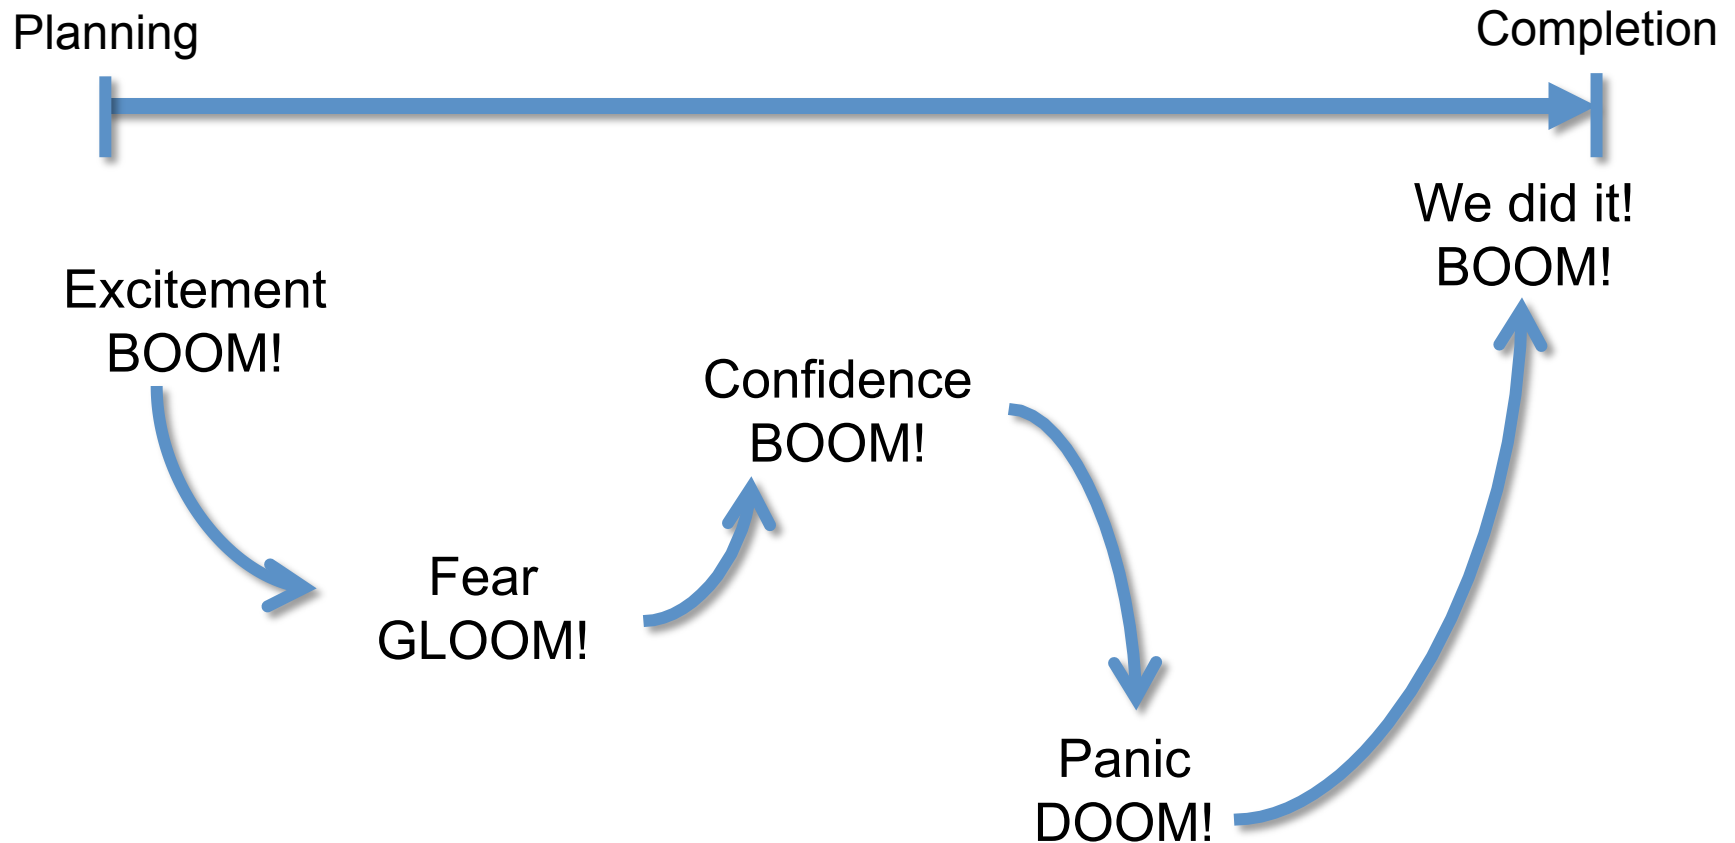 Planning
Completion
Excitement
BOOM!
Fear
GLOOM!
Confidence
BOOM!
Panic
DOOM!
We did it!
BOOM!